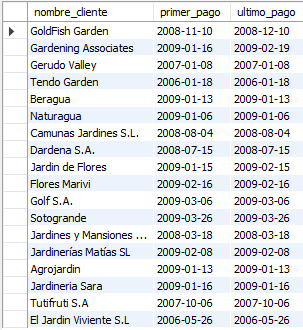 nombre_cliente primer_pago ultimo_pago
GoldFish Garden 2008-11-10 2008-12-10
Gardening Associates 2009-01-16 2009-02-19
Gerudo Valley 2007-01-08 2007-01-08
Tendo Garden 2006-01-18 2006-01-18
Beragua 2009-01-13 2009-01-13
Naturagua 2009-01-06 2009-01-06
Camunas Jardines S.L. 2008-08-04 2008-08-04
Dardena S.A. 2008-07-15 2008-07-15
Jardin de Flores 2009-01-15 2009-02-15
Flores Marivi 2009-02-16 2009-02-16
Golf S.A. 2009-03-06 2009-03-06
Sotogrande 2009-03-26 2009-03-26
Jardines y Mansiones ... 2008-03-18 2008-03-18
Jardinerías Matías SL 2009-02-08 2009-02-13
Agrojardin 2009-01-13 2009-01-13
Jardineria Sara 2009-01-16 2009-01-16
Tutifruti S.A 2007-10-06 2007-10-06
El Jardin Viviente S.L 2006-05-26 2006-05-26